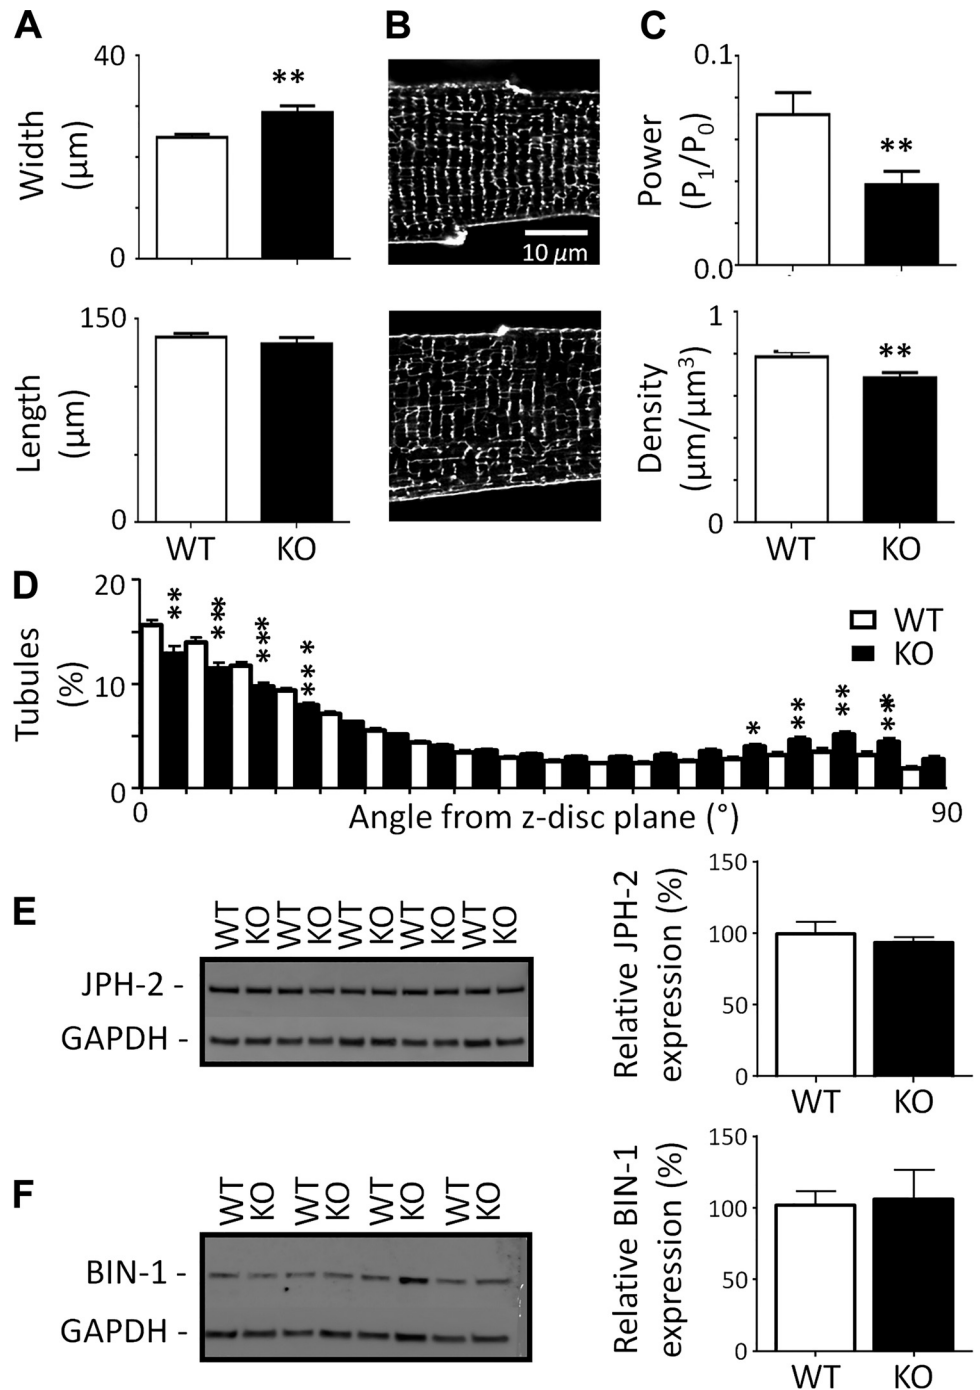 A
B
C
40
**
Width
(µm)
0
10 µm
0.1
**
Power
(P1/P0)
0.0
150
Length
(µm)
0
WT
KO
1
**
Density
(µm/µm³)
0
WT
KO
D
20
**
***
***
***
*
**
**
***
WT
KO
Tubules
(%)
10
0
0
Angle from z-disc plane (°)
90
E
WT KO WT KO WT KO WT KO WT KO
JPH-2 -
GAPDH -
150
100
50
0
Relative JPH-2
expression (%)
WT
KO
F
WT KO WT KO WT KO WT KO
BIN-1 -
GAPDH -
150
100
50
0
Relative BIN-1
expression (%)
WT
KO